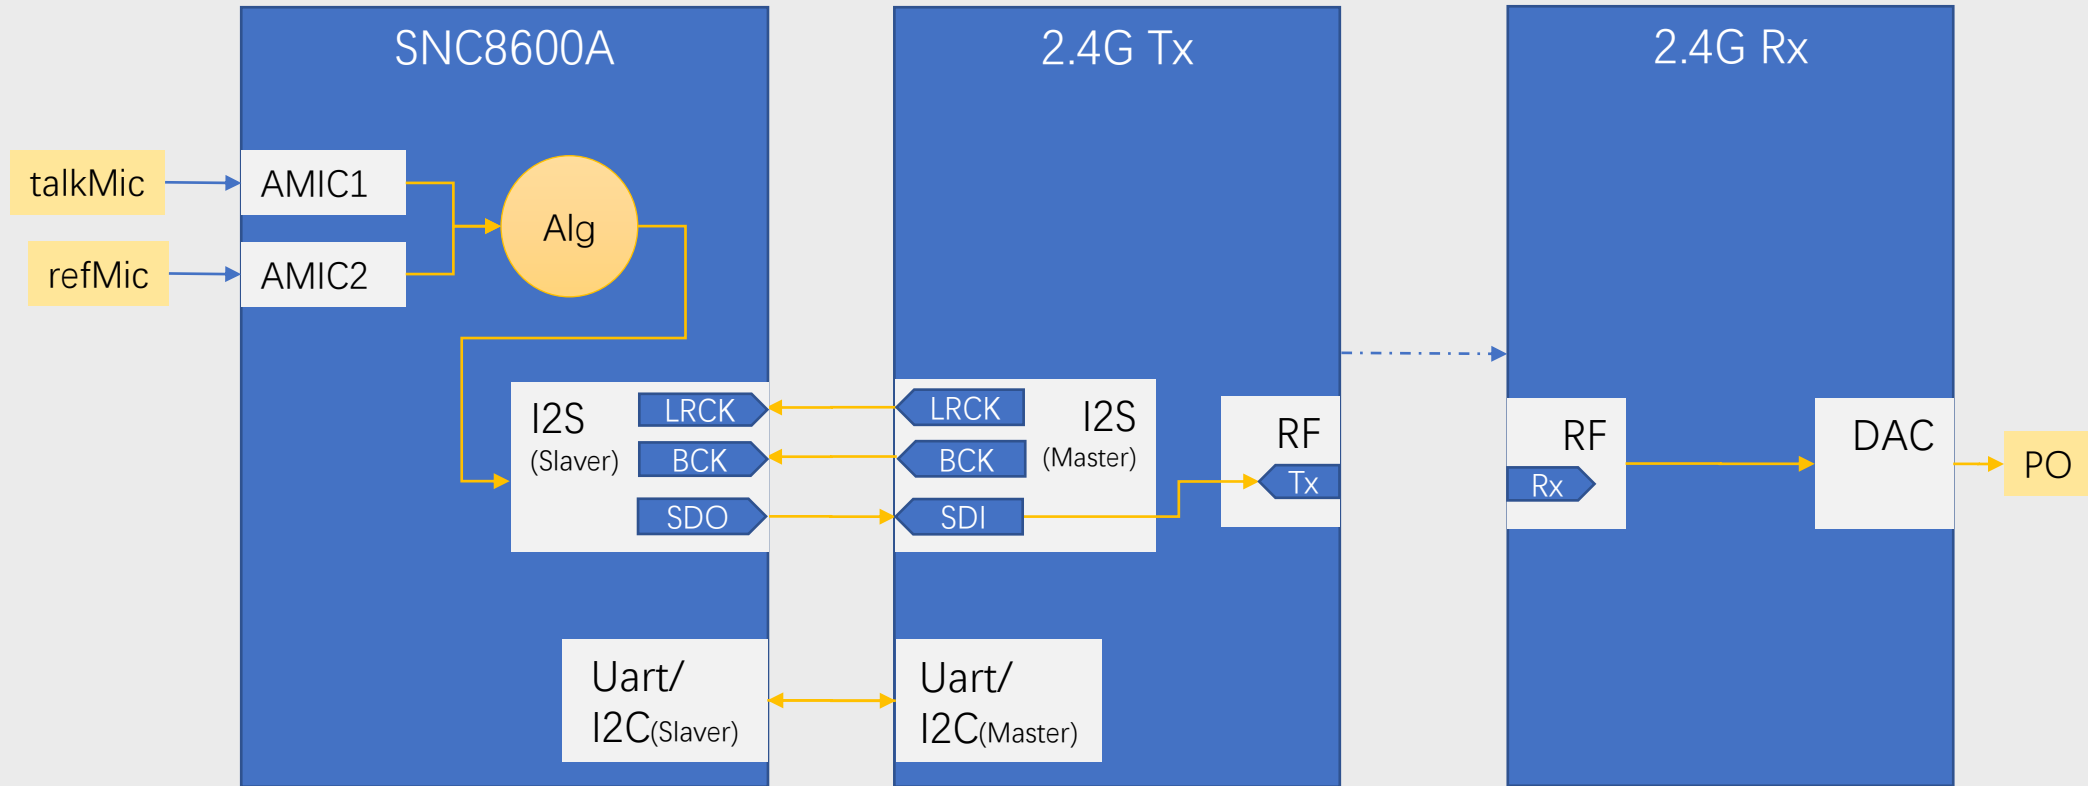 SNC8600A
2.4G Tx
2.4G Rx
talkMic
AMIC1
Alg
refMic
AMIC2
I2S
(Slaver)
LRCK
BCK
SDO
LRCK
BCK
SDI
I2S
(Master)
RF
Tx
RF
Rx
DAC
PO
Uart/
I2C(Slaver)
Uart/
I2C(Master)